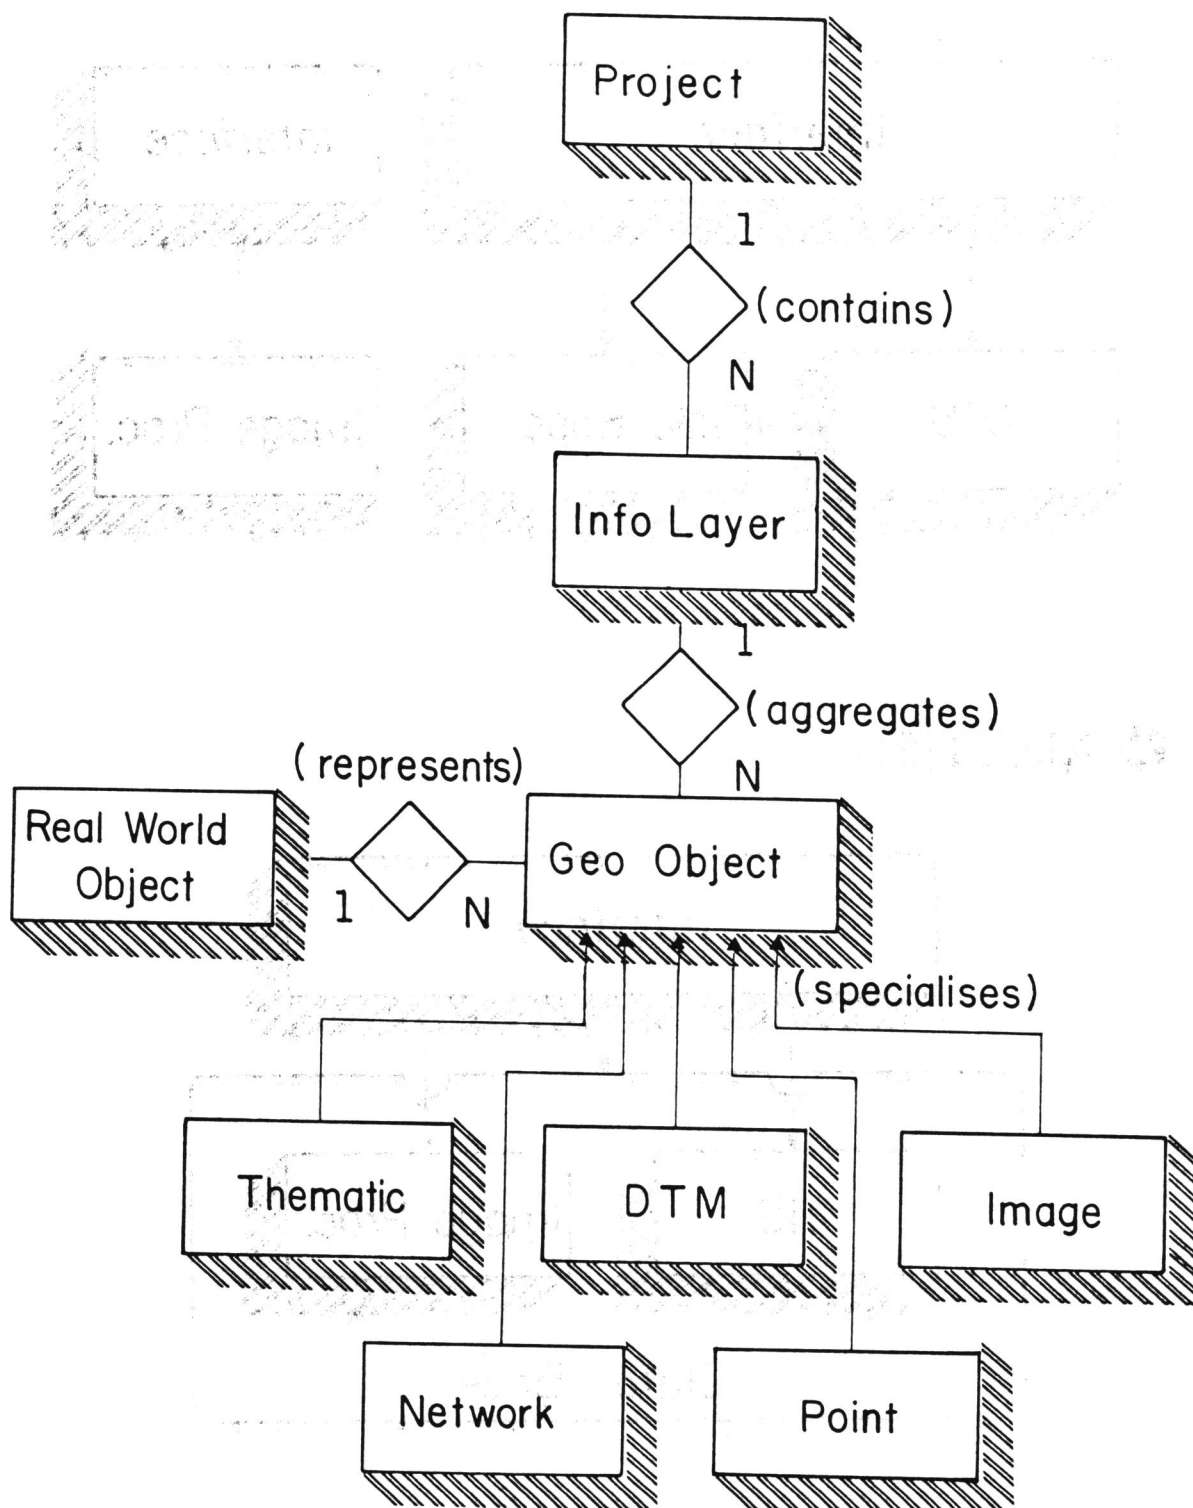 Project
1
(contains)
N
Info Layer
1
(aggregates)
N
(represents)
Real World
Object
1
N
Geo Object
(specialises)
Thematic
DTM
Image
Network
Point